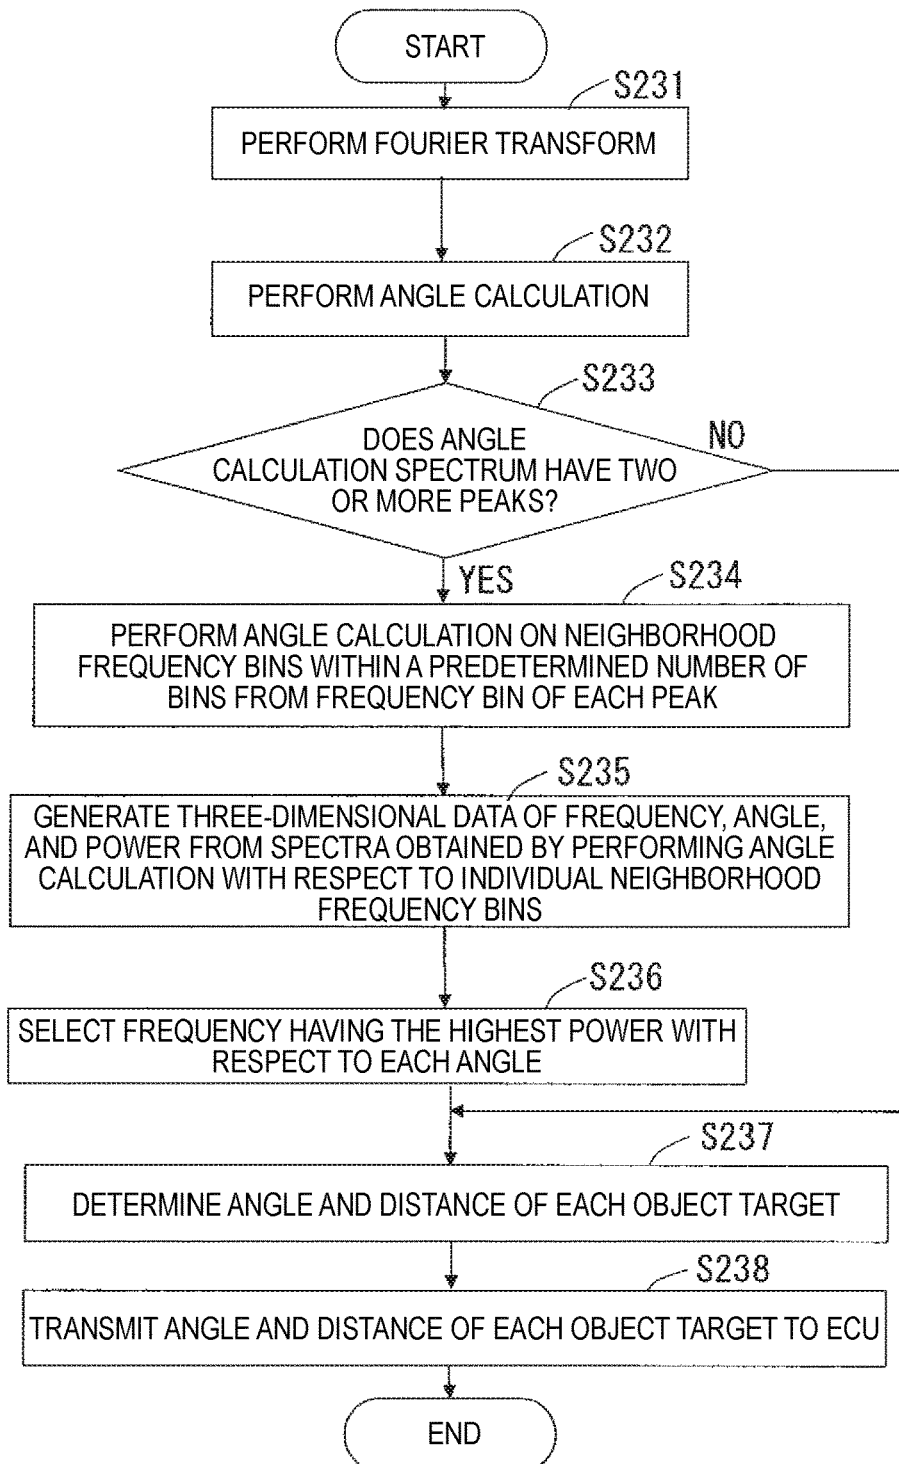 START
S231
PERFORM FOURIER TRANSFORM
S232
PERFORM ANGLE CALCULATION
S233
DOES ANGLE
CALCULATION SPECTRUM HAVE TWO
OR MORE PEAKS?
NO
YES
S234
PERFORM ANGLE CALCULATION ON NEIGHBORHOOD
FREQUENCY BINS WITHIN A PREDETERMINED NUMBER OF
BINS FROM FREQUENCY BIN OF EACH PEAK
S235
GENERATE THREE-DIMENSIONAL DATA OF FREQUENCY, ANGLE,
AND POWER FROM SPECTRA OBTAINED BY PERFORMING ANGLE
CALCULATION WITH RESPECT TO INDIVIDUAL NEIGHBORHOOD
FREQUENCY BINS
S236
SELECT FREQUENCY HAVING THE HIGHEST POWER WITH
RESPECT TO EACH ANGLE
S237
DETERMINE ANGLE AND DISTANCE OF EACH OBJECT TARGET
S238
TRANSMIT ANGLE AND DISTANCE OF EACH OBJECT TARGET TO ECU
END